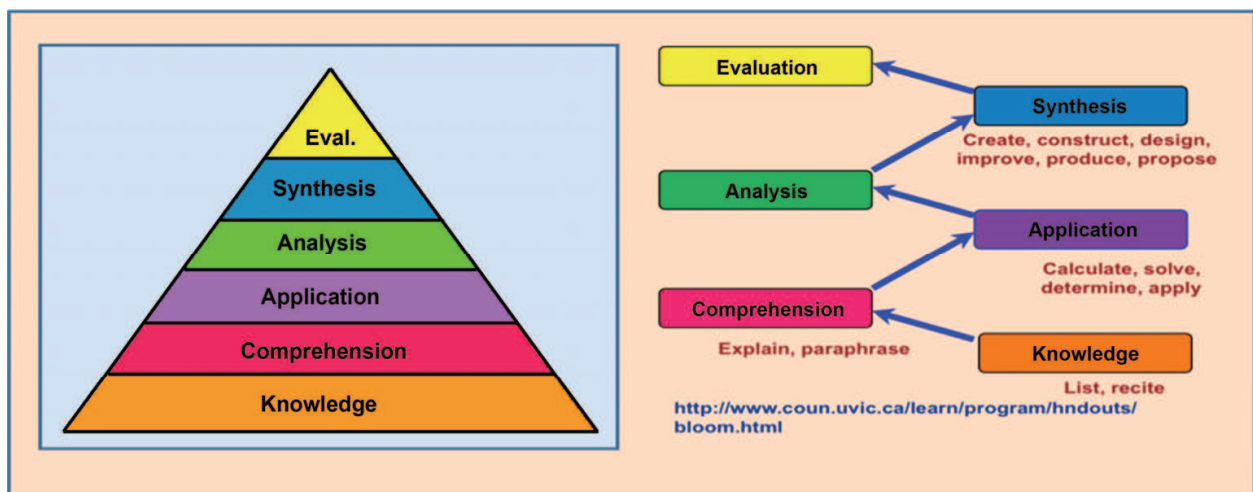 Eval.
Synthesis
Analysis
Application
Comprehension
Knowledge
Evaluation
Synthesis
Create, construct, design,
improve, produce, propose
Analysis
Application
Calculate, solve,
determine, apply
Comprehension
Explain, paraphrase
Knowledge
List, recite
http://www.coun.uvic.ca/learn/program/hndouts/
bloom.html